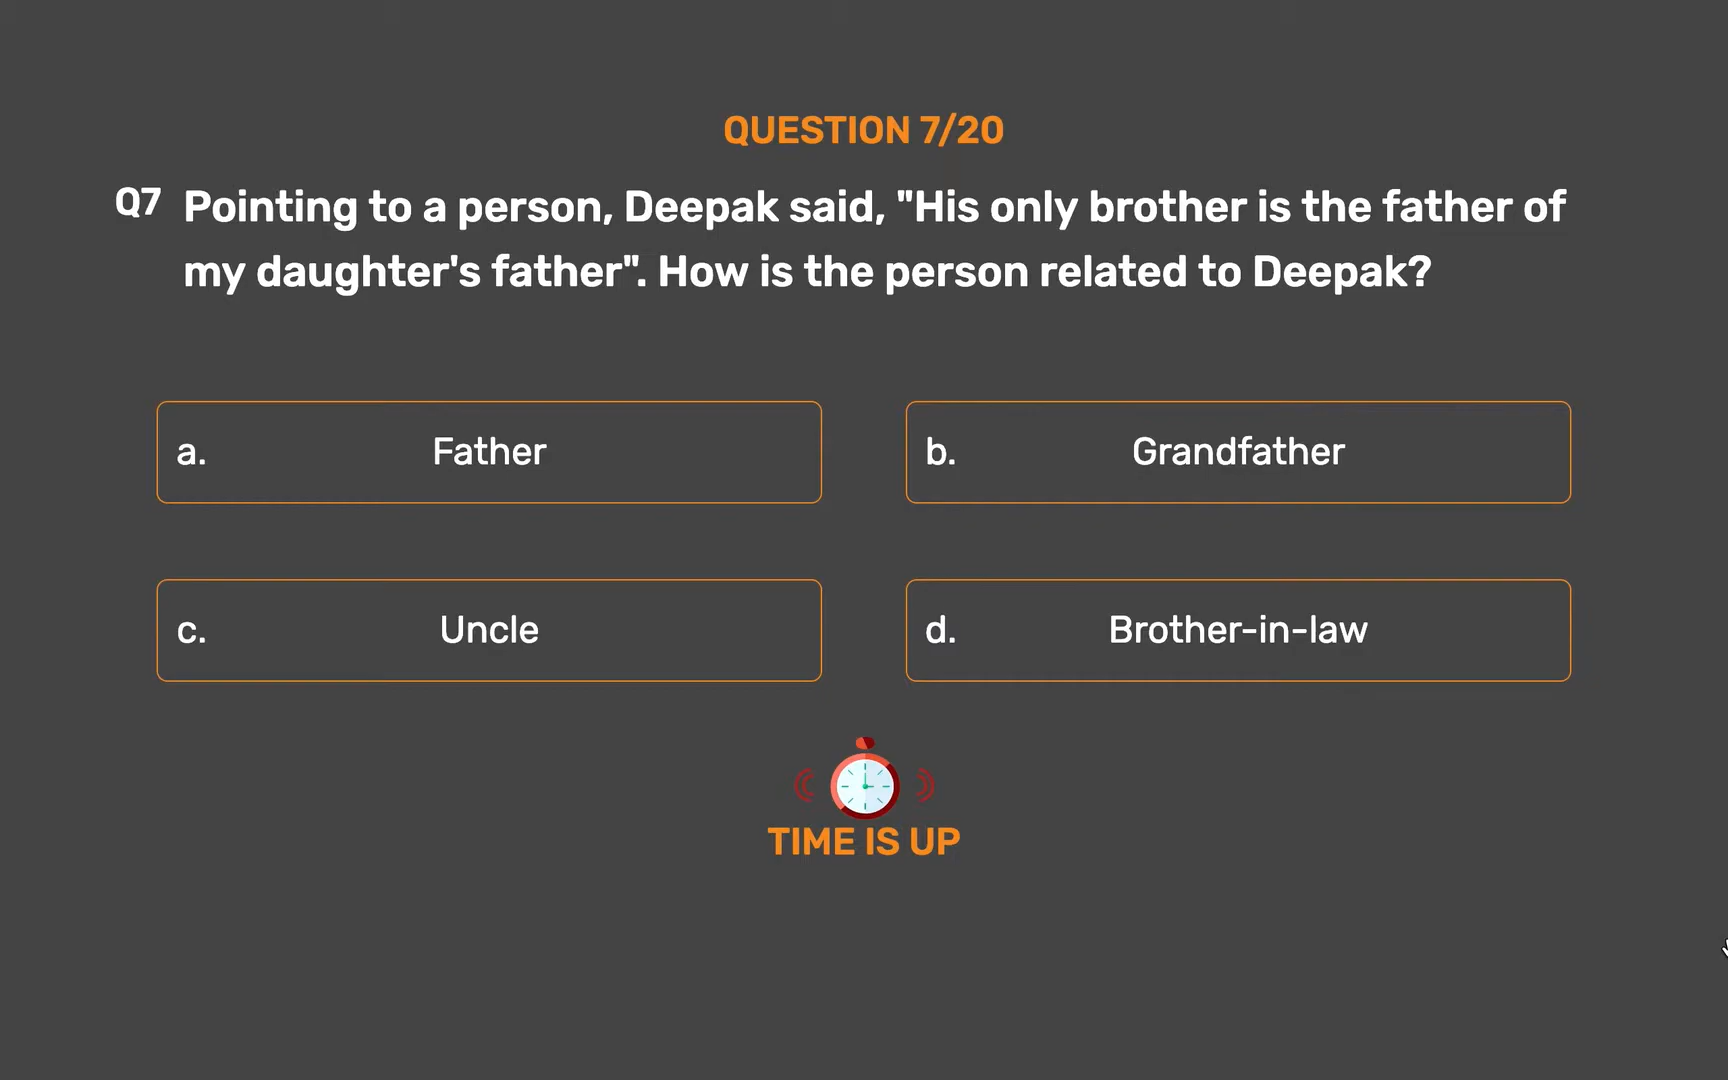 QUESTION 7/20
Q7 Pointing to a person, Deepak said, "His only brother is the father of
my daughter's father". How is the person related to Deepak?
a. Father
b. Grandfather
c. Uncle
d. Brother-in-law
TIME IS UP